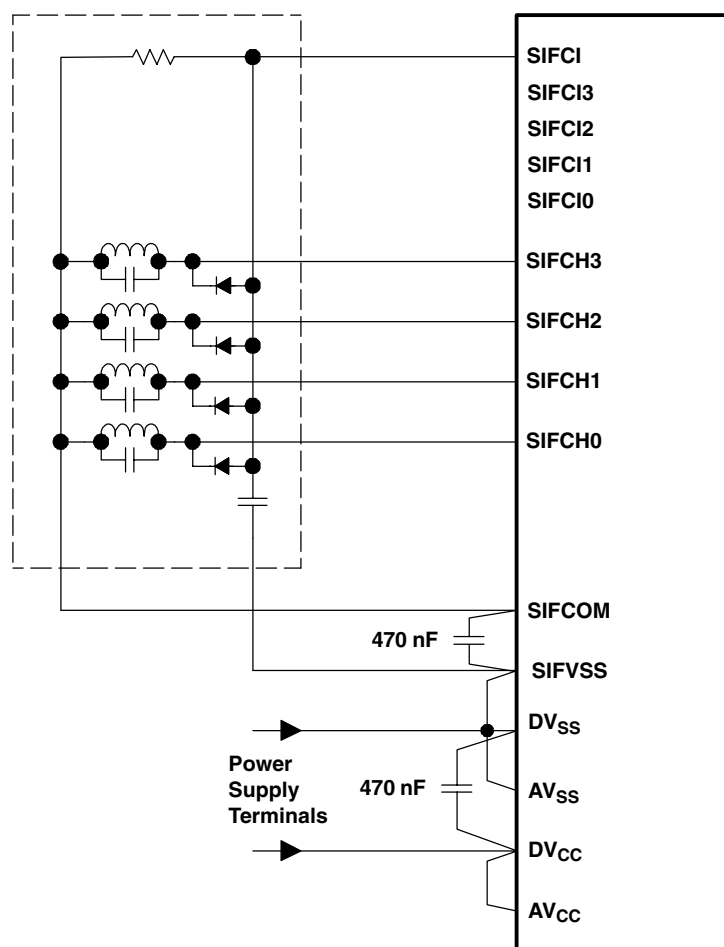 SIFCI
SIFCI3
SIFCI2
SIFCI1
SIFCI0
SIFCH3
SIFCH2
SIFCH1
SIFCH0
SIFCOM
470 nF
SIFVSS
DVSS
Power
Supply
Terminals
470 nF
AVSS
DVCC
AVCC